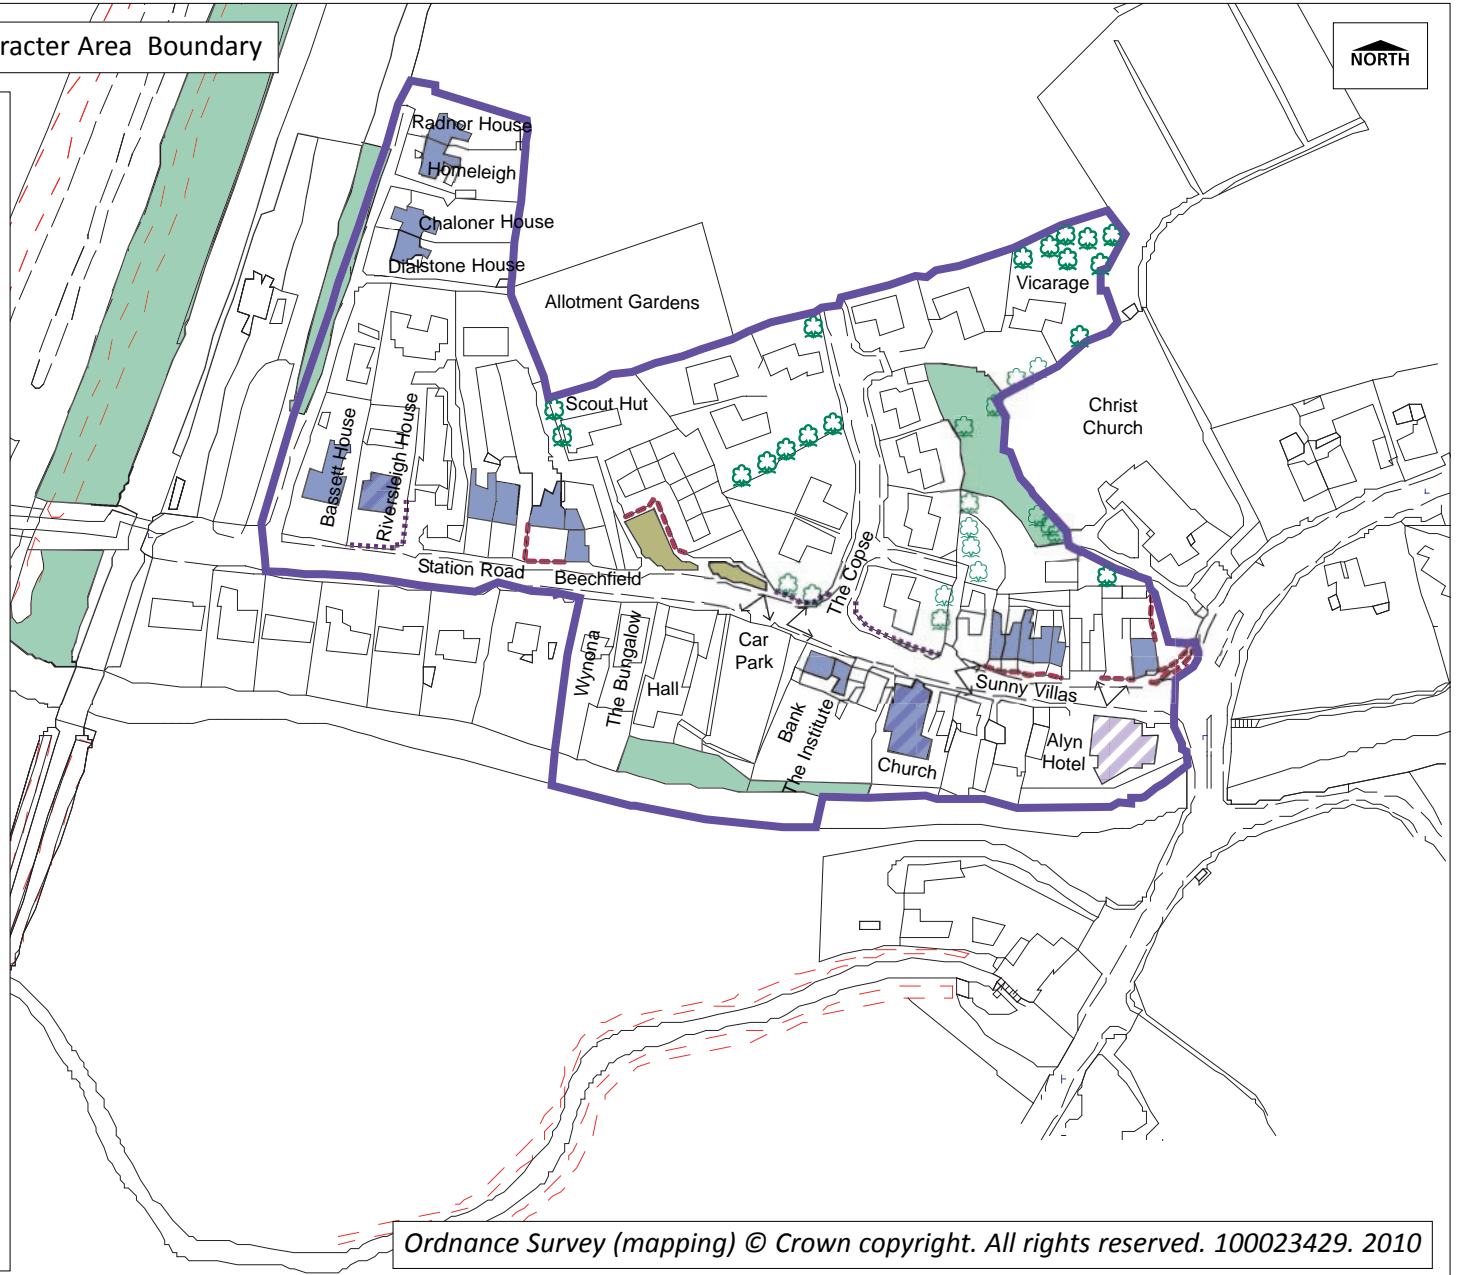 racter Area Boundary
NORTH
Radnor House
Homeleigh
Chaloner House
Dialstone House
Allotment Gardens
Vicarage
Scout Hut
Christ
Church
Bassett House
Riversleigh House
Station Road
Beechfield
The Copse
Wynona
The Bungalow
Hall
Car
Park
Bank
The Institute
Church
Sunny Villas
Alyn
Hotel
Ordnance Survey (mapping) © Crown copyright. All rights reserved. 100023429. 2010